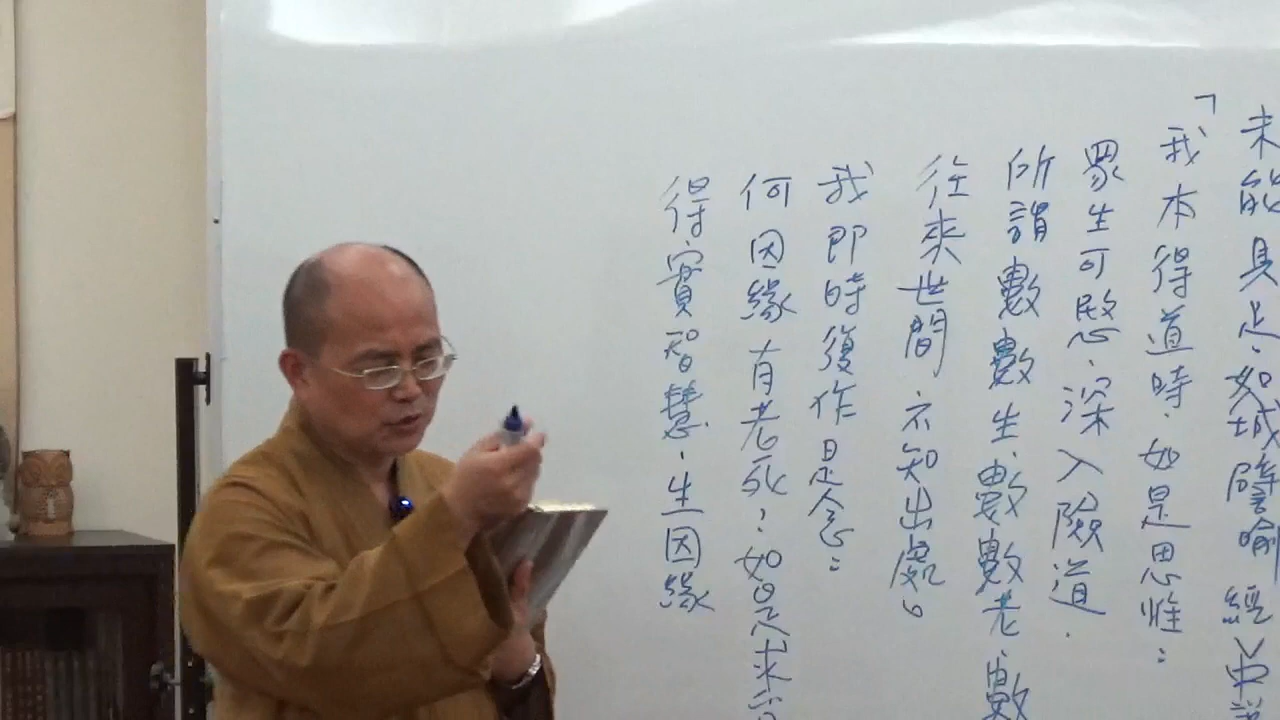 未能具足。如城譬喻經中說
「我本得道時,如是思惟:
眾生可愍,深入險道,
所謂數數生、數數老、數
往來世間,不知出處。
我即時復作是念:
何因緣有老死?如是求
得實智慧,生因緣